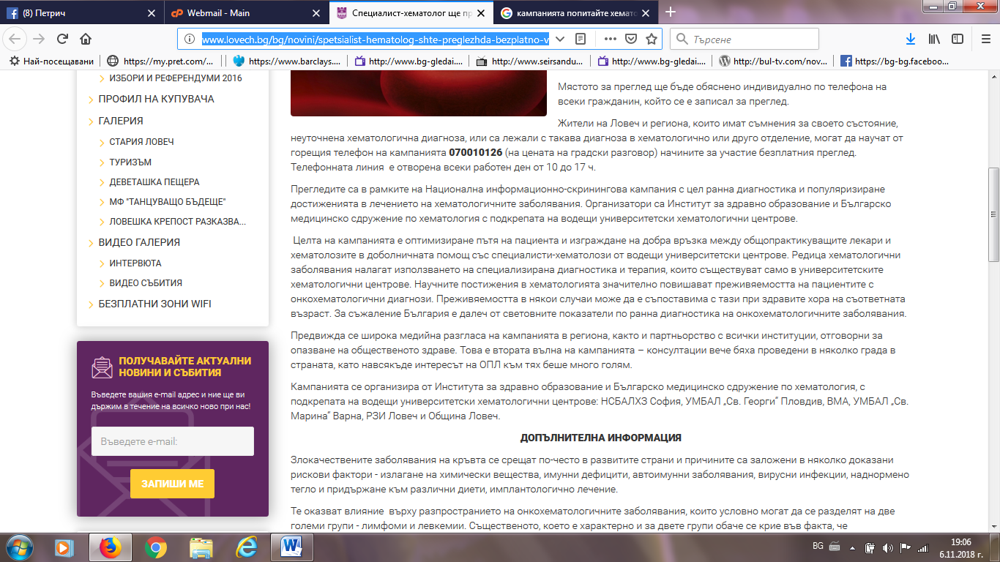 (8) Петрич
Webmail - Main
Специалист-хематолог ще пр
кампанията попитайте хемато
www.lovech.bg/bg/novini/spetsialist-hematolog-shte-preglezhda-bezplatno-v
Търсене
Най-посещавани
https://my.pret.com/...
https://www.barclays....
http://www.bg-gledai....
http://www.seirsandu...
http://www.bg-gledai....
http://bul-tv.com/nov...
https://bg-bg.faceboo...
ИЗБОРИ И РЕФЕРЕНДУМИ 2016
ПРОФИЛ НА КУПУВАЧА
ГАЛЕРИЯ
СТАРИЯ ЛОВЕЧ
ТУРИЗЪМ
ДЕВЕТАШКА ПЕЩЕРА
МФ "ТАНЦУВАЩО БЪДЕЩЕ"
ЛОВЕШКА КРЕПОСТ РАЗКАЗВА...
ВИДЕО ГАЛЕРИЯ
ИНТЕРВЮТА
ВИДЕО СЪБИТИЯ
БЕЗПЛАТНИ ЗОНИ WIFI
ПОЛУЧАВАЙТЕ АКТУАЛНИ
НОВИНИ И СЪБИТИЯ
Въведете вашия e-mail адрес и ние ще ви
държим в течение на всичко ново при нас!
Въведете e-mail:
ЗАПИШИ МЕ
Мястото за преглед ще бъде обяснено индивидуално по телефона на
всеки гражданин, който се е записал за преглед.
Жители на Ловеч и региона, които имат съмнения за своето състояние,
неуточнена хематологична диагноза, или са лежали с такава диагноза в хематологично или друго отделение, могат да научат от
горещия телефон на кампанията 070010126 (на цената на градски разговор) начините за участие безплатния преглед.
Телефонната линия е отворена всеки работен ден от 10 до 17 ч.
Прегледите са в рамките на Национална информационно-скринингова кампания с цел ранна диагностика и популяризиране
достиженията в лечението на хематологичните заболявания. Организатори са Институт за здравно образование и Българско
медицинско сдружение по хематология с подкрепата на водещи университетски хематологични центрове.
Целта на кампанията е оптимизиране пътя на пациента и изграждане на добра връзка между общопрактикуващите лекари и
хематолозите в доболничната помощ със специалисти-хематолози от водещи университетски центрове. Редица хематологични
заболявания налагат използването на специализирана диагностика и терапия, които съществуват само в университетските
хематологични центрове. Научните постижения в хематологията значително повишават преживяемостта на пациентите с
онкохематологични диагнози. Преживяемостта в някои случаи може да е съпоставима с тази при здравите хора на съответната
възраст. За съжаление България е далеч от световните показатели по ранна диагностика на онкохематологичните заболявания.
Предвижда се широка медийна разгласа на кампанията в региона, както и партньорство с всички институции, отговорни за
опазване на общественото здраве. Това е втората вълна на кампанията – консултации вече бяха проведени в няколко града в
страната, като навсякъде интересът на ОПЛ към тях беше много голям.
Кампанията се организира от Института за здравно образование и Българско медицинско сдружение по хематология, с
подкрепата на водещи университетски хематологични центрове: НСБАЛХЗ София, УМБАЛ „Св. Георги“ Пловдив, ВМА, УМБАЛ „Св.
Марина“ Варна, РЗИ Ловеч и Община Ловеч.
ДОПЪЛНИТЕЛНА ИНФОРМАЦИЯ
Злокачествените заболявания на кръвта се срещат по-често в развитите страни и причините са заложени в няколко доказани
рискови фактори - излагане на химически вещества, имунни дефицити, автоимунни заболявания, вирусни инфекции, наднормено
тегло и придържане към различни диети, имплантологично лечение.
Те оказват влияние върху разпространието на онкохематологичните заболявания, които условно могат да се разделят на две
големи групи - лимфоми и левкемии. Същественото, което е характерно и за двете групи обаче се крие във факта, че
BG
19:06
6.11.2018 г.